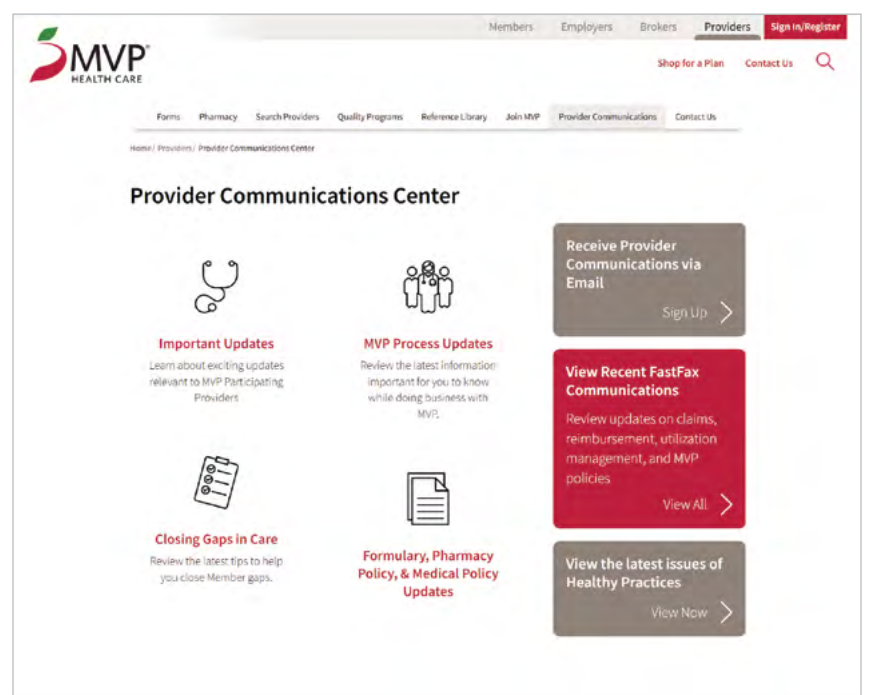 Members Employers Brokers Providers Sign In/Register
MVP
HEALTH CARE
Shop for a Plan Contact Us
Forms Pharmacy Search Providers Quality Programs Reference Library Join MVP Provider Communications Contact Us
Home/ Providers/ Provider Communications Center
Provider Communications Center
Important Updates
Learn about exciting updates
relevant to MVP Participating
Providers
MVP Process Updates
Review the latest information
important for you to know
while doing business with
MVP.
Closing Gaps in Care
Review the latest tips to help
you close Member gaps.
Formulary, Pharmacy
Policy, & Medical Policy
Updates
Receive Provider
Communications via
Email
Sign Up
View Recent FastFax
Communications
Review updates on claims,
reimbursement, utilization
management, and MVP
policies
View All
View the latest issues of
Healthy Practices
View Now